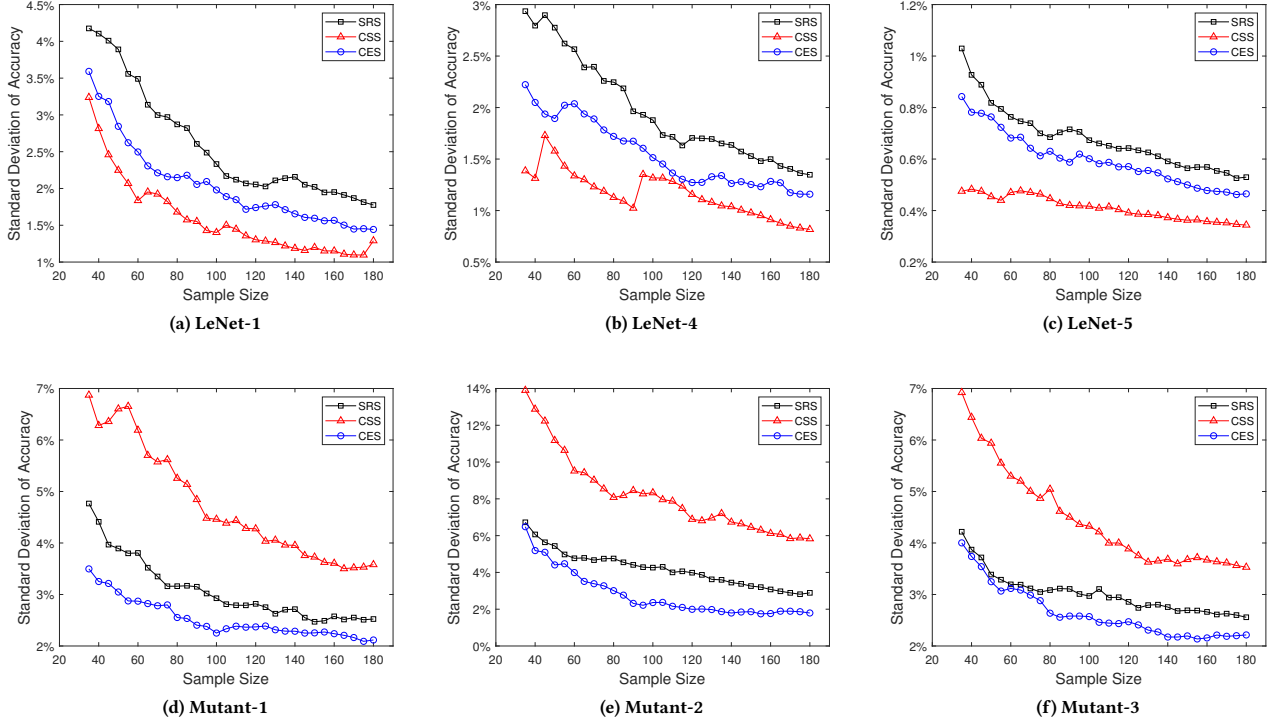 4.5%
4%
3.5%
3%
2.5%
2%
1.5%
1%
Standard Deviation of Accuracy
20 40 60 80 100 120 140 160 180
Sample Size
SRS
CSS
CES
(a) LeNet-1
3%
2.5%
2%
1.5%
1%
0.5%
Standard Deviation of Accuracy
20 40 60 80 100 120 140 160 180
Sample Size
SRS
CSS
CES
(b) LeNet-4
1.2%
1%
0.8%
0.6%
0.4%
0.2%
Standard Deviation of Accuracy
20 40 60 80 100 120 140 160 180
Sample Size
SRS
CSS
CES
(c) LeNet-5
7%
6%
5%
4%
3%
2%
Standard Deviation of Accuracy
20 40 60 80 100 120 140 160 180
Sample Size
SRS
CSS
CES
(d) Mutant-1
14%
12%
10%
8%
6%
4%
2%
0%
Standard Deviation of Accuracy
20 40 60 80 100 120 140 160 180
Sample Size
SRS
CSS
CES
(e) Mutant-2
7%
6%
5%
4%
3%
2%
Standard Deviation of Accuracy
20 40 60 80 100 120 140 160 180
Sample Size
SRS
CSS
CES
(f) Mutant-3